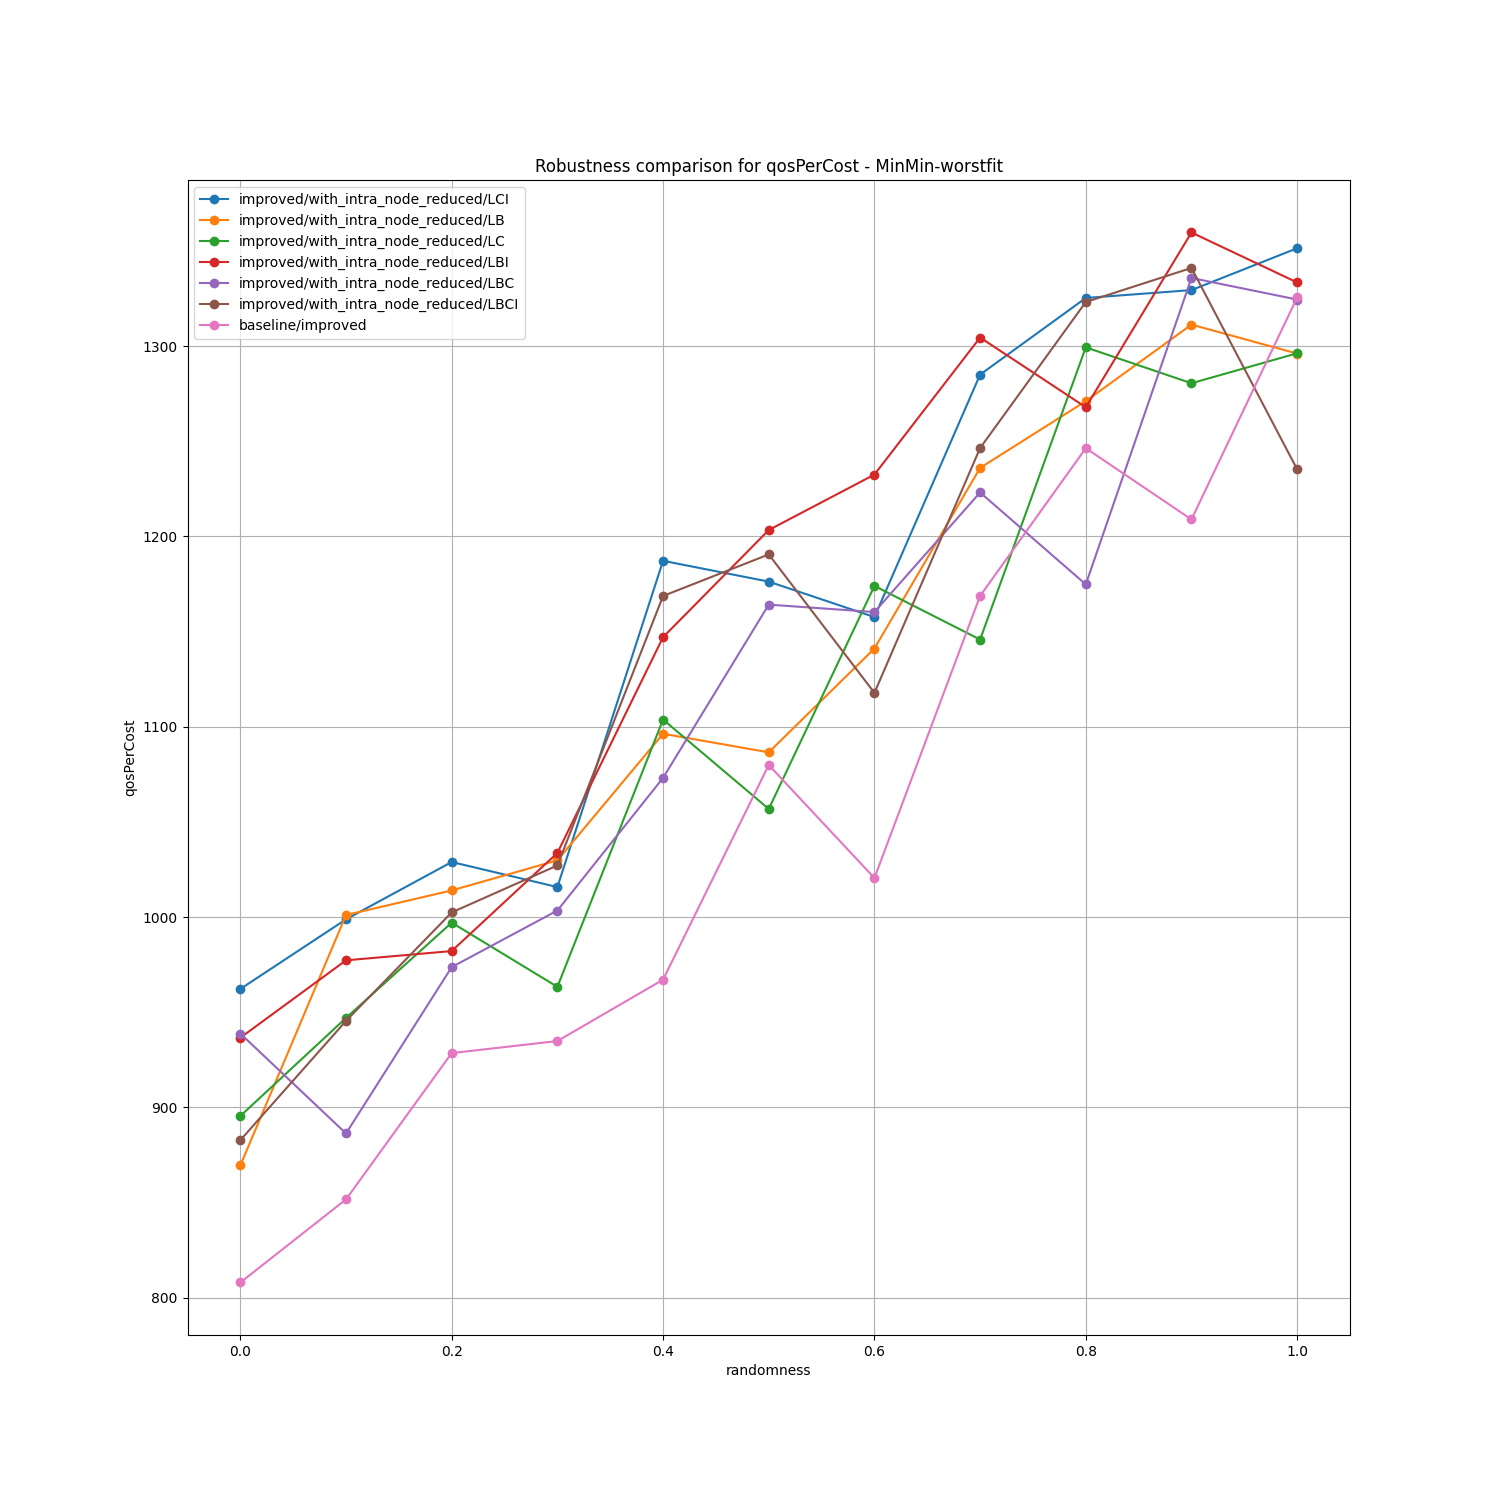 Robustness comparison for qosPerCost - MinMin-worstfit
improved/with_intra_node_reduced/LCI
improved/with_intra_node_reduced/LB
improved/with_intra_node_reduced/LC
improved/with_intra_node_reduced/LBI
improved/with_intra_node_reduced/LBC
improved/with_intra_node_reduced/LBCI
baseline/improved
1300
1200
1100
1000
900
800
qosPerCost
0.0 0.2 0.4 0.6 0.8 1.0
randomness